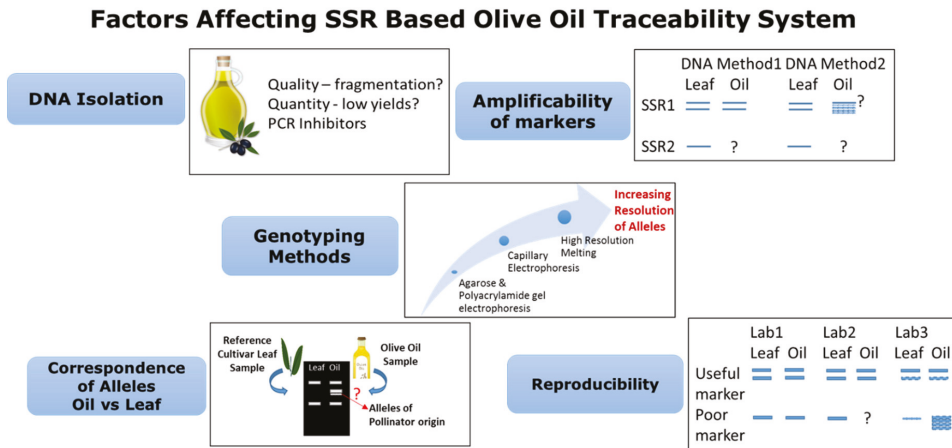 Factors Affecting SSR Based Olive Oil Traceability System
DNA Isolation
Quality – fragmentation?
Quantity - low yields?
PCR Inhibitors
Amplificability
of markers
DNA Method1 DNA Method2
Leaf Oil Leaf Oil
SSR1 ?
SSR2 ? ?
Genotyping
Methods
Increasing
Resolution
of Alleles
High Resolution
Melting
Capillary
Electrophoresis
Agarose &
Polyacrylamide gel
electrophoresis
Correspondence
of Alleles
Oil vs Leaf
Reference
Cultivar Leaf
Sample
Leaf Oil
Olive Oil
Sample
?
Alleles of
Pollinator origin
Reproducibility
Lab1 Lab2 Lab3
Leaf Oil Leaf Oil Leaf Oil
Useful
marker
Poor ?
marker